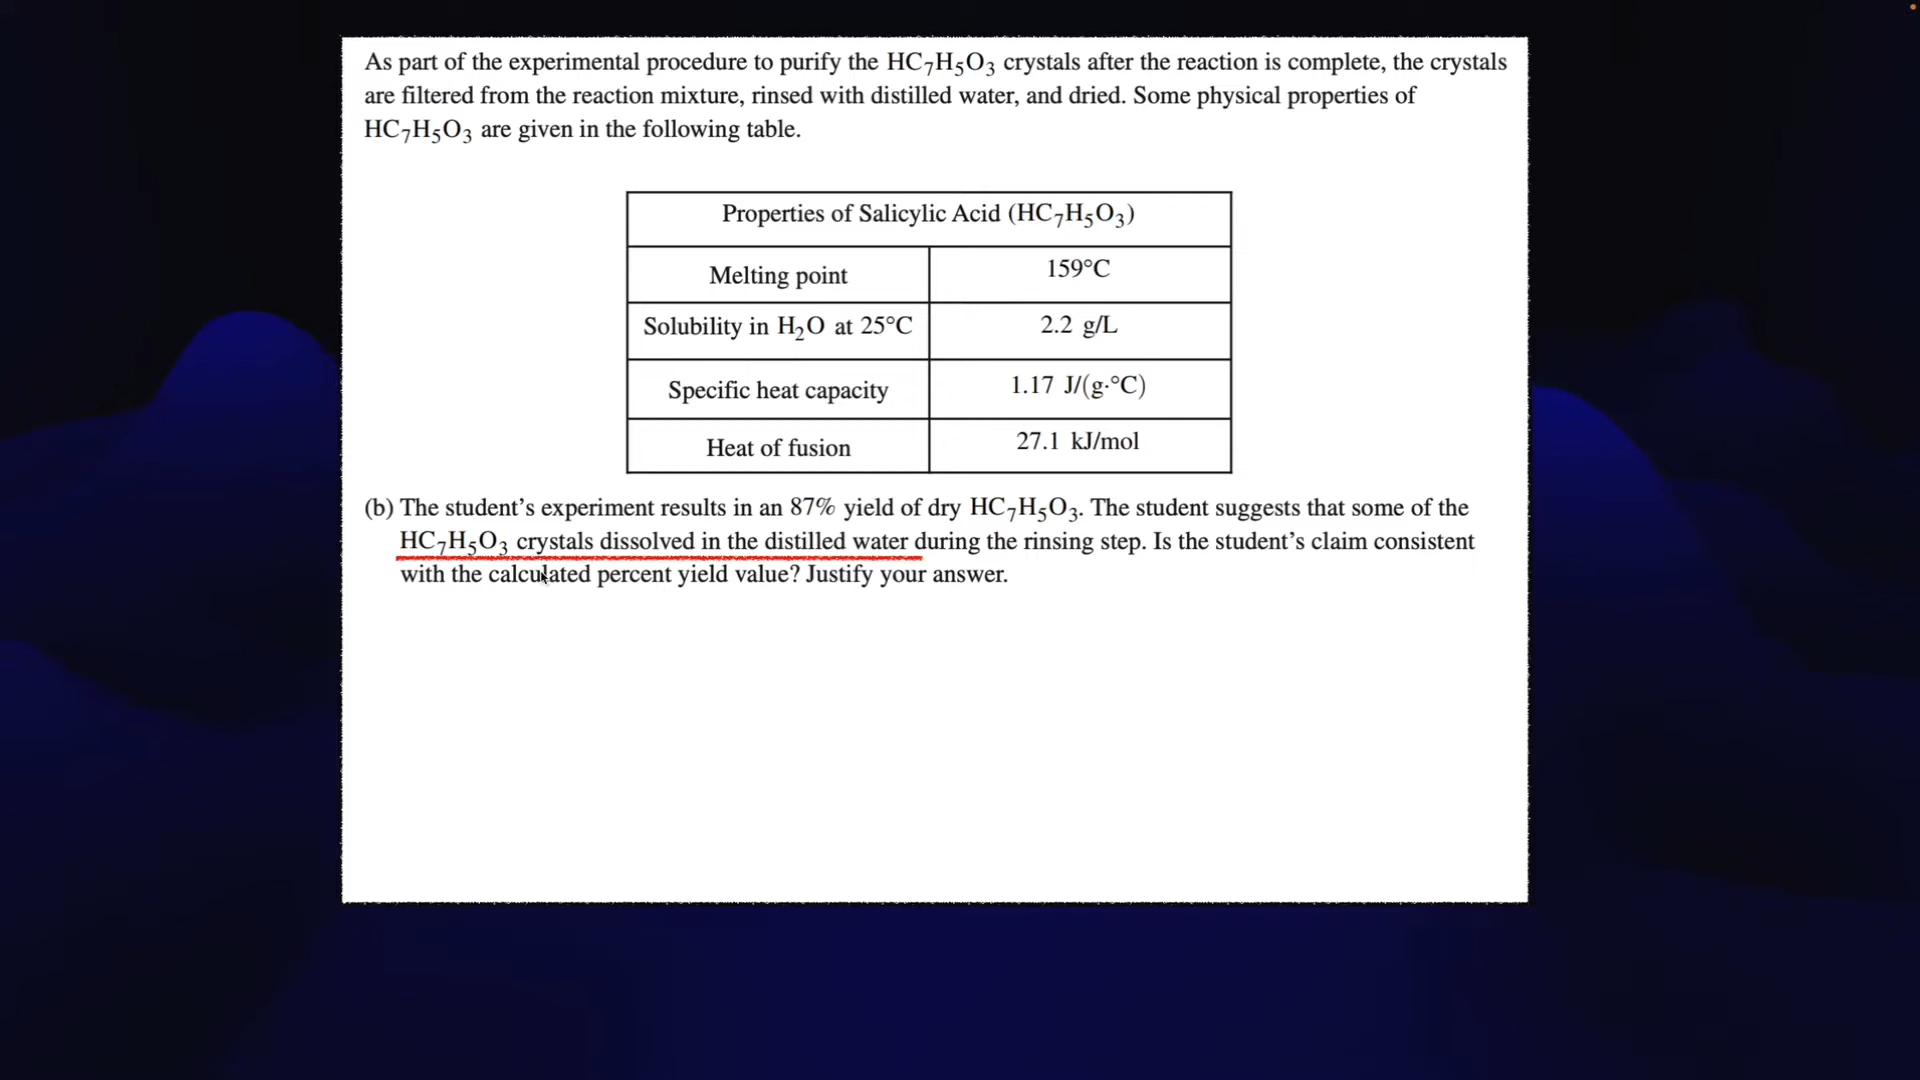 As part of the experimental procedure to purify the HC₇H₅O₃ crystals after the reaction is complete, the crystals
are filtered from the reaction mixture, rinsed with distilled water, and dried. Some physical properties of
HC₇H₅O₃ are given in the following table.
Properties of Salicylic Acid (HC₇H₅O₃)
Melting point 159°C
Solubility in H₂O at 25°C 2.2 g/L
Specific heat capacity 1.17 J/(g·°C)
Heat of fusion 27.1 kJ/mol
(b) The student’s experiment results in an 87% yield of dry HC₇H₅O₃. The student suggests that some of the
HC₇H₅O₃ crystals dissolved in the distilled water during the rinsing step. Is the student’s claim consistent
with the calculated percent yield value? Justify your answer.